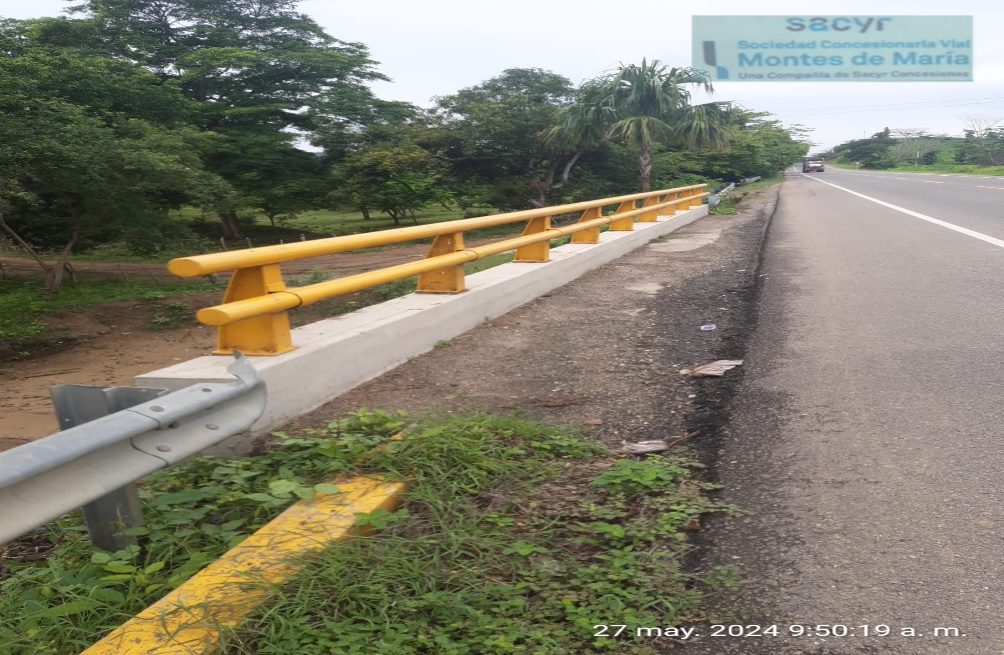 sacyr
Sociedad Concesionaria Vial
Montes de María
Una Compañía de Sacyr Concesiones
27 may. 2024 9:50:19 a. m.